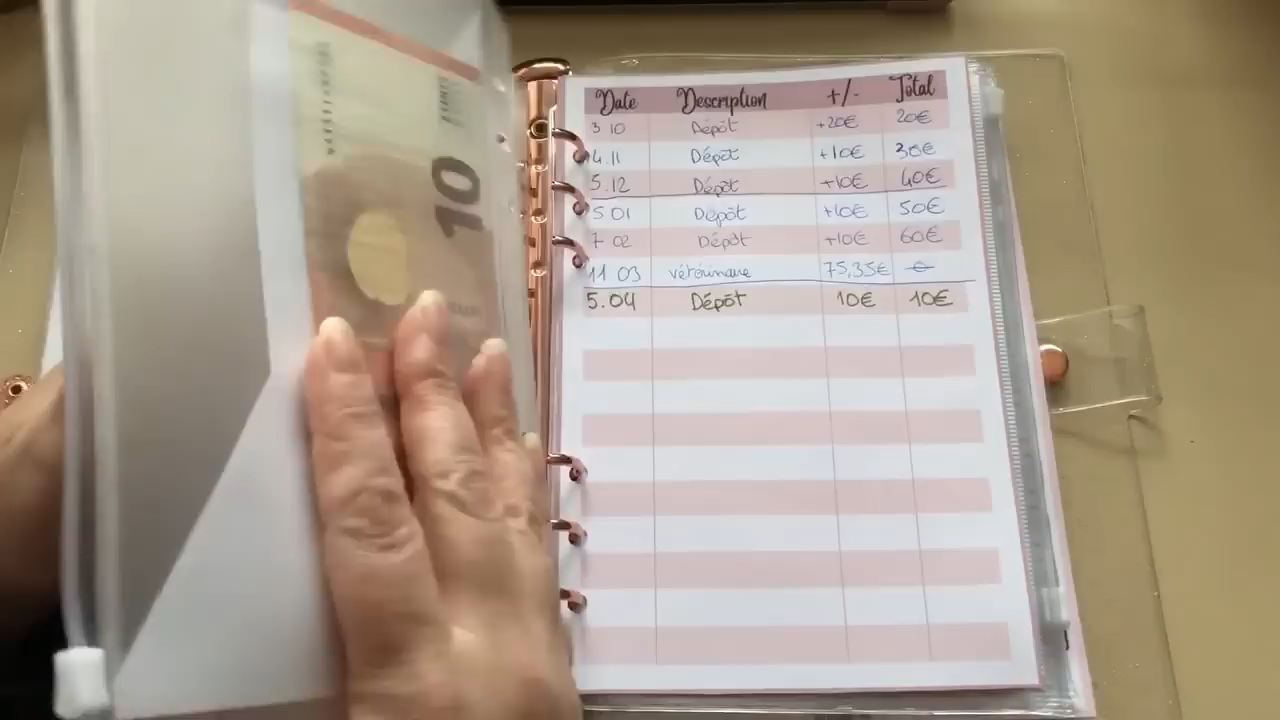 10
Date Description +/- Total
3 10 Dépôt +20€ 20€
4.11 Dépôt +10€ 30€
5.12 Dépôt +10€ 40€
5 01 Dépôt +10€ 50€
7 02 Dépôt +10€ 60€
11 03 vétérinaire 75,35€ 0
5.04 Dépôt 10€ 10€